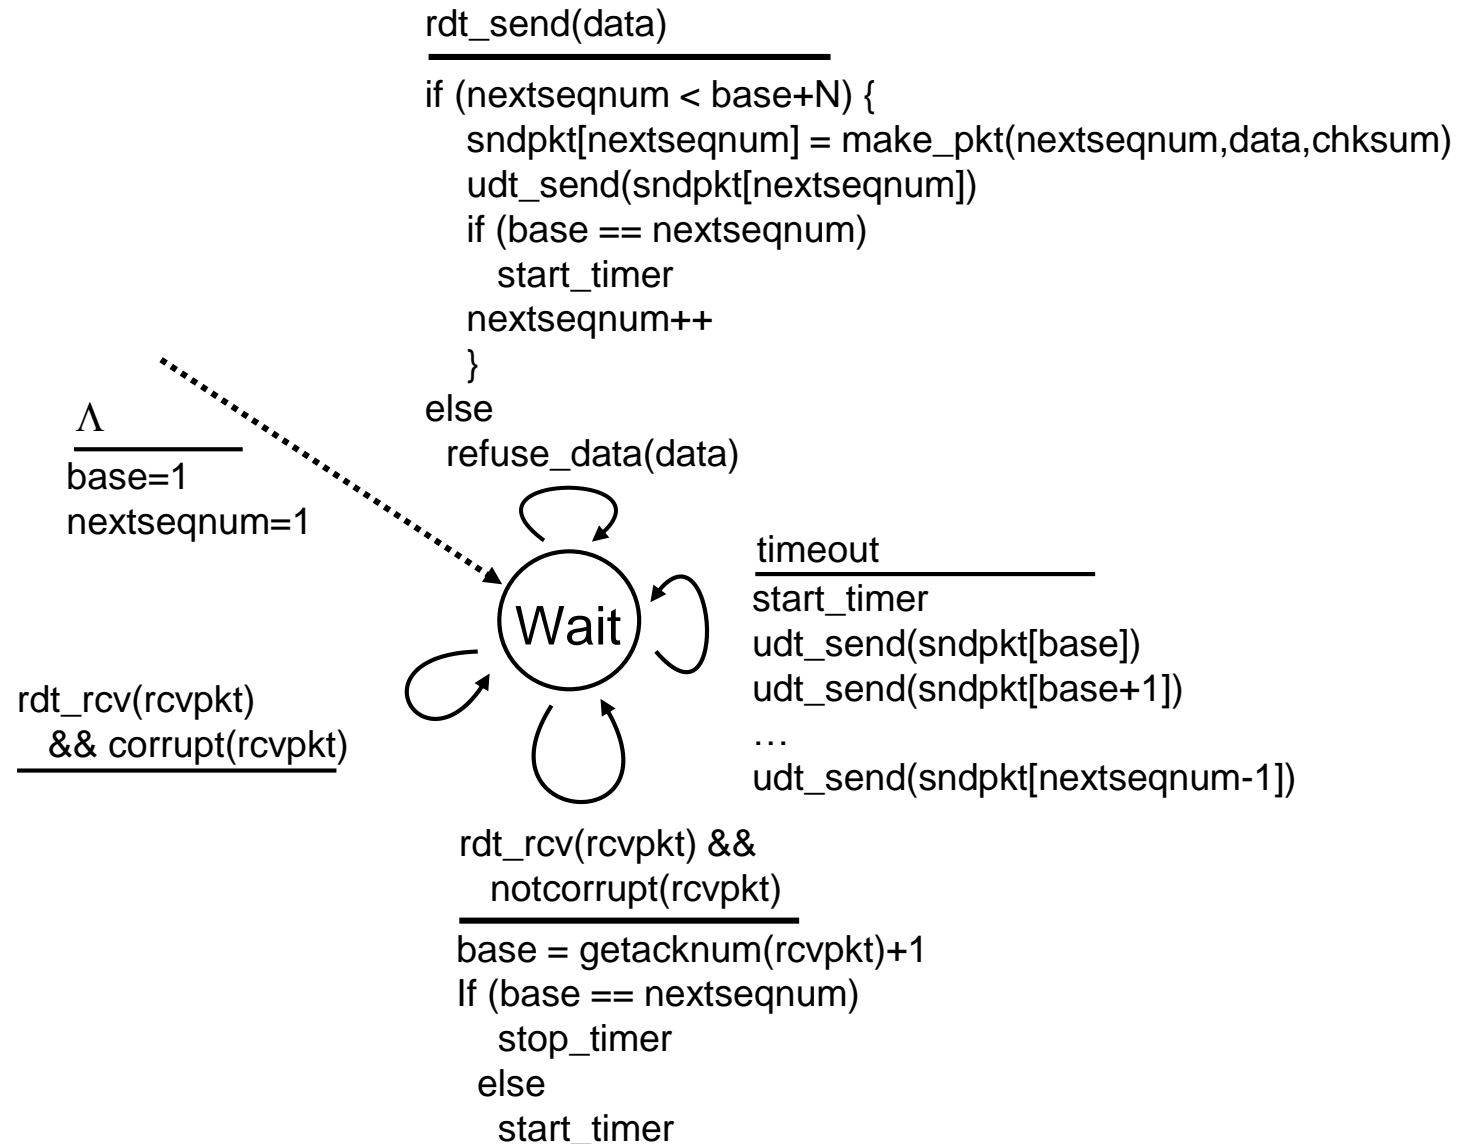 rdt_send(data)
if (nextseqnum < base+N) {
sndpkt[nextseqnum] = make_pkt(nextseqnum,data,chksum)
udt_send(sndpkt[nextseqnum])
if (base == nextseqnum)
start_timer
nextseqnum++
}
else
refuse_data(data)
Λ
base=1
nextseqnum=1
Wait
timeout
start_timer
udt_send(sndpkt[base])
udt_send(sndpkt[base+1])
…
udt_send(sndpkt[nextseqnum-1])
rdt_rcv(rcvpkt)
&& corrupt(rcvpkt)
rdt_rcv(rcvpkt) &&
notcorrupt(rcvpkt)
base = getacknum(rcvpkt)+1
If (base == nextseqnum)
stop_timer
else
start_timer